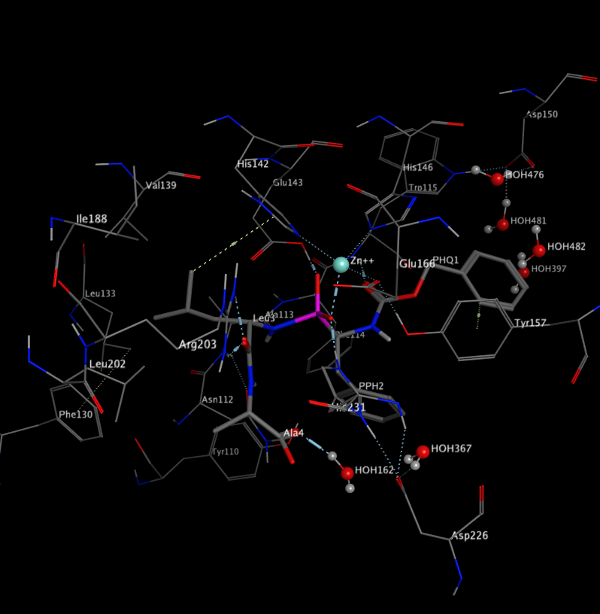 Asp150
His142
His146
HOH476
Glu143
Trp115
Val139
Ile188
HOH481
HOH482
Zn++
Glu166
PHQ1
HOH397
Leu133
Leu3
Ala113
Tyr157
Arg203
Leu202
PPH2
Asn112
Phe130
Ala4
Tyr110
HOH367
HOH162
Asp226